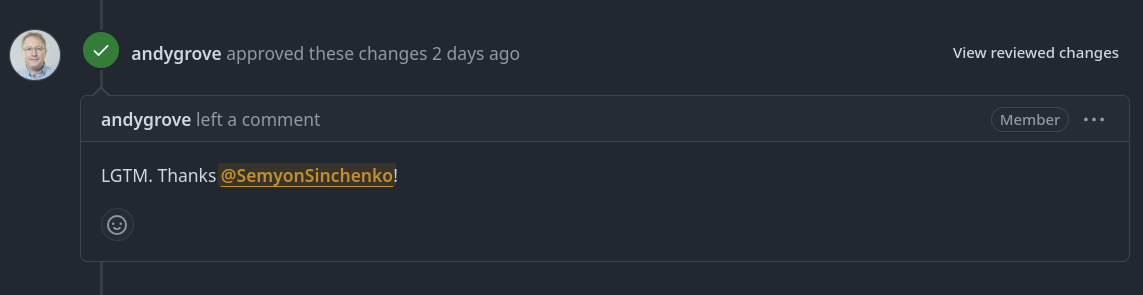 andygrove approved these changes 2 days ago
View reviewed changes
andygrove left a comment
Member
LGTM. Thanks @SemyonSinchenko!